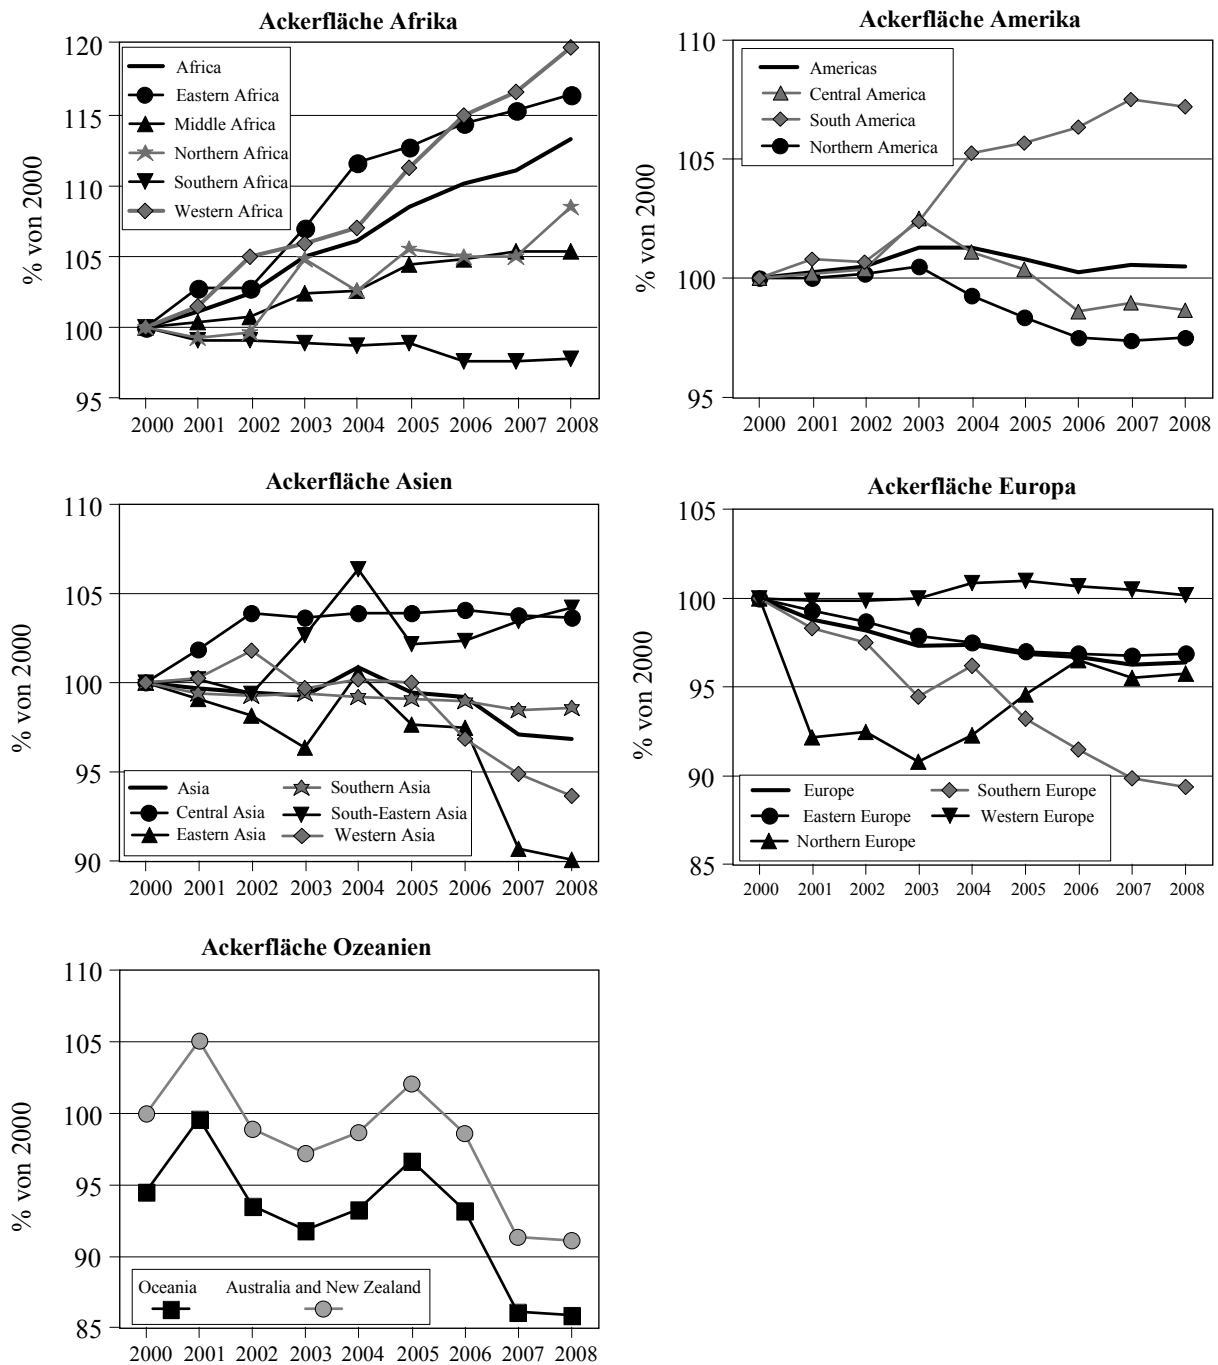 Ackerfläche Afrika
% von 2000
120
115
110
105
100
95
Africa
Eastern Africa
Middle Africa
Northern Africa
Southern Africa
Western Africa
2000 2001 2002 2003 2004 2005 2006 2007 2008
Ackerfläche Amerika
% von 2000
110
105
100
95
Americas
Central America
South America
Northern America
2000 2001 2002 2003 2004 2005 2006 2007 2008
Ackerfläche Asien
% von 2000
110
105
100
95
90
Asia Southern Asia
Central Asia South-Eastern Asia
Eastern Asia Western Asia
2000 2001 2002 2003 2004 2005 2006 2007 2008
Ackerfläche Europa
% von 2000
105
100
95
90
85
Europe Southern Europe
Eastern Europe Western Europe
Northern Europe
2000 2001 2002 2003 2004 2005 2006 2007 2008
Ackerfläche Ozeanien
% von 2000
110
105
100
95
90
85
Oceania Australia and New Zealand
2000 2001 2002 2003 2004 2005 2006 2007 2008